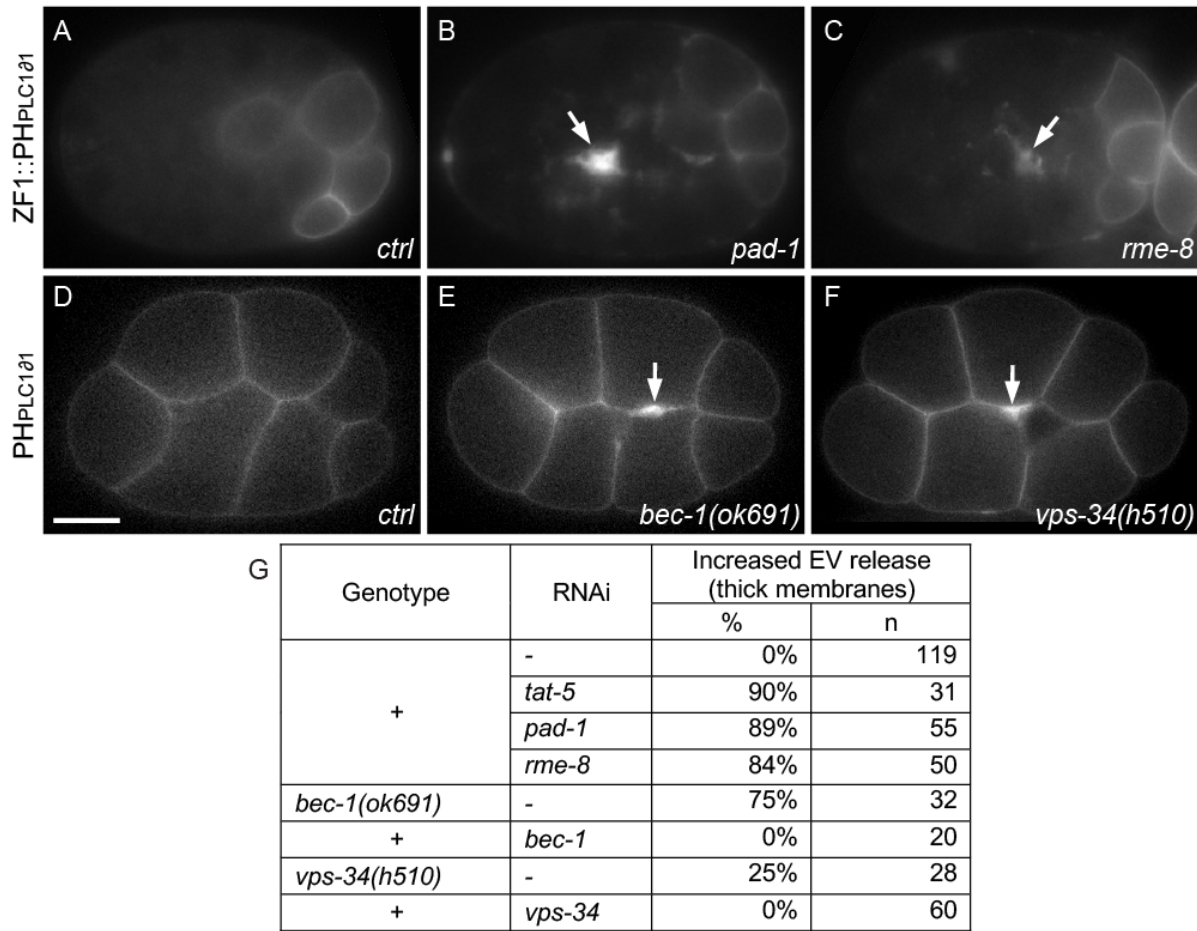 ZF1::PHPLC1∂1
A
ctrl
B
pad-1
C
rme-8
PHPLC1∂1
D
ctrl
E
bec-1(ok691)
F
vps-34(h510)
G
Genotype RNAi Increased EV release
(thick membranes)
% n
+ - 0% 119
tat-5 90% 31
pad-1 89% 55
rme-8 84% 50
bec-1(ok691) - 75% 32
+ bec-1 0% 20
vps-34(h510) - 25% 28
+ vps-34 0% 60